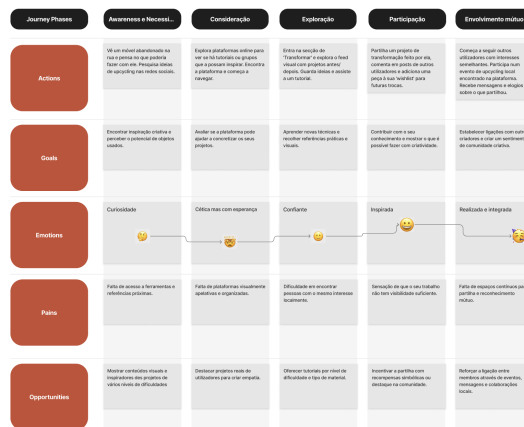 Journey Phases
Awareness e Necessi...
Consideração
Exploração
Participação
Envolvimento mútuo
Actions
Vê um móvel abandonado na
rua e pensa no que poderia
fazer com ele. Pesquisa ideias
de upcycling nas redes sociais.
Explora plataformas online para
ver se há tutoriais ou grupos
que a possam inspirar. Encontra
a plataforma e começa a
navegar.
Entra na secção de
'Transformar' e explora o feed
visual com projetos antes/
depois. Guarda ideias e assiste
a um tutorial.
Partilha um projeto de
transformação feito por ela,
comenta em posts de outros
utilizadores e adiciona uma
peça à sua 'wishlist' para
futuras trocas.
Começa a seguir outros
utilizadores com interesses
semelhantes. Participa num
evento de upcycling local
encontrado na plataforma.
Recebe mensagens e elogios
sobre o que partilhou.
Goals
Encontrar inspiração criativa e
perceber o potencial de objetos
usados.
Avaliar se a plataforma pode
ajudar a concretizar os seus
projetos.
Aprender novas técnicas e
recolher referências práticas e
visuais.
Contribuir com o seu
conhecimento e mostrar o que é
possível fazer com criatividade.
Estabelecer ligações com outros
criadores e criar um sentimento
de comunidade criativa.
Emotions
Curiosidade
Cética mas com esperança
Confiante
Inspirada
Realizada e integrada
Pains
Falta de acesso a ferramentas e
referências próximas.
Falta de plataformas visualmente
apelativas e organizadas.
Dificuldade em encontrar
pessoas com o mesmo interesse
localmente.
Sensação de que o seu trabalho
não tem visibilidade suficiente.
Falta de espaços contínuos para
partilha e reconhecimento
mútuo.
Opportunities
Mostrar conteúdos visuais e
inspiradores dos projetos de
vários níveis de dificuldades
Destacar projetos reais de
utilizadores para criar empatia.
Oferecer tutoriais por nível de
dificuldade e tipo de material.
Incentivar a partilha com
recompensas simbólicas ou
destaque na comunidade.
Reforçar a ligação entre
membros através de eventos,
mensagens e colaborações
locais.